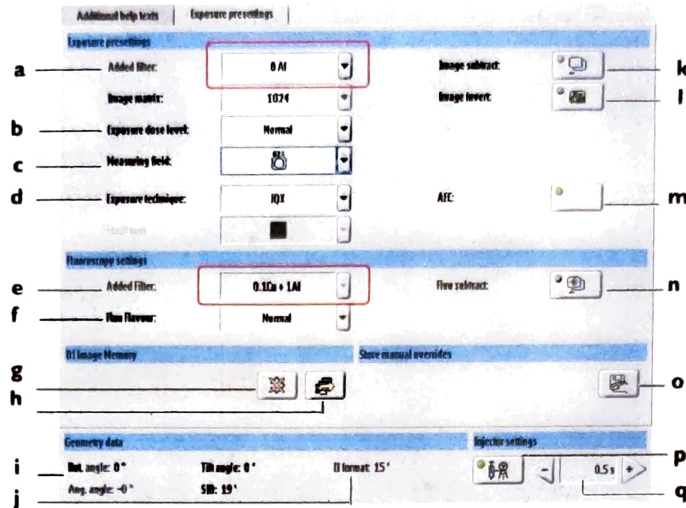 Additional help texts
Exposure presettings
Exposure presettings
a
Added filter:
0 Al
Image subtract:
k
Image matrix:
1024
Image invert:
l
b
Exposure dose level:
Normal
c
Measuring field:
d
Exposure technique:
IQX
AEC:
m
Fluoroscopy settings
e
Added Filter:
0.1Cu + 1Al
Fluo subtract:
n
f
Fluo Flavour:
Normal
DI Image Memory
Store manual overrides
g
h
o
Geometry data
Injector settings
i
Rot. angle: 0°
Tilt angle: 0°
II format: 15'
p
Ang. angle: -0°
SID: 19'
- 0.5 s +
j
q